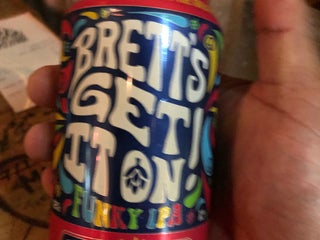 BRETT'S
GET
IT ON!
FUNKY IPA